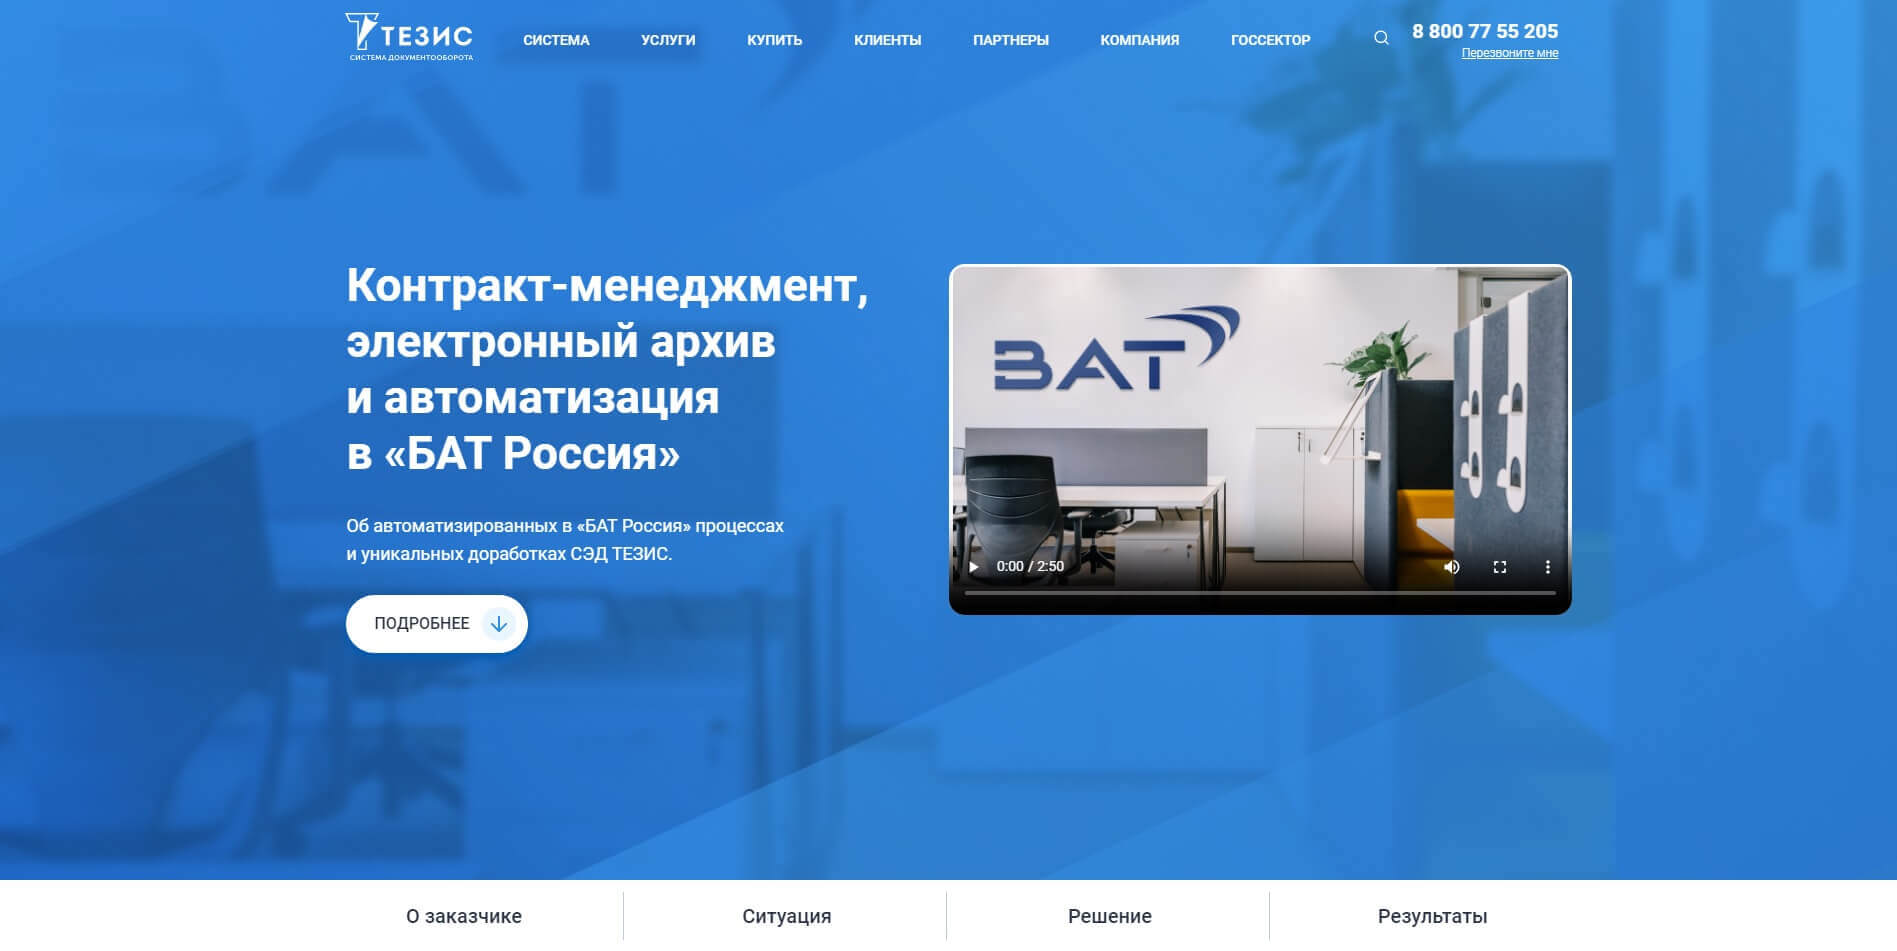 ТЕЗИС
СИСТЕМА ДОКУМЕНТООБОРОТА
СИСТЕМА
УСЛУГИ
КУПИТЬ
КЛИЕНТЫ
ПАРТНЕРЫ
КОМПАНИЯ
ГОССЕКТОР
8 800 77 55 205
Перезвоните мне
Контракт-менеджмент,
электронный архив
и автоматизация
в «БАТ Россия»
Об автоматизированных в «БАТ Россия» процессах
и уникальных доработках СЭД ТЕЗИС.
ПОДРОБНЕЕ
BAT
0:00 / 2:50
О заказчике
Ситуация
Решение
Результаты